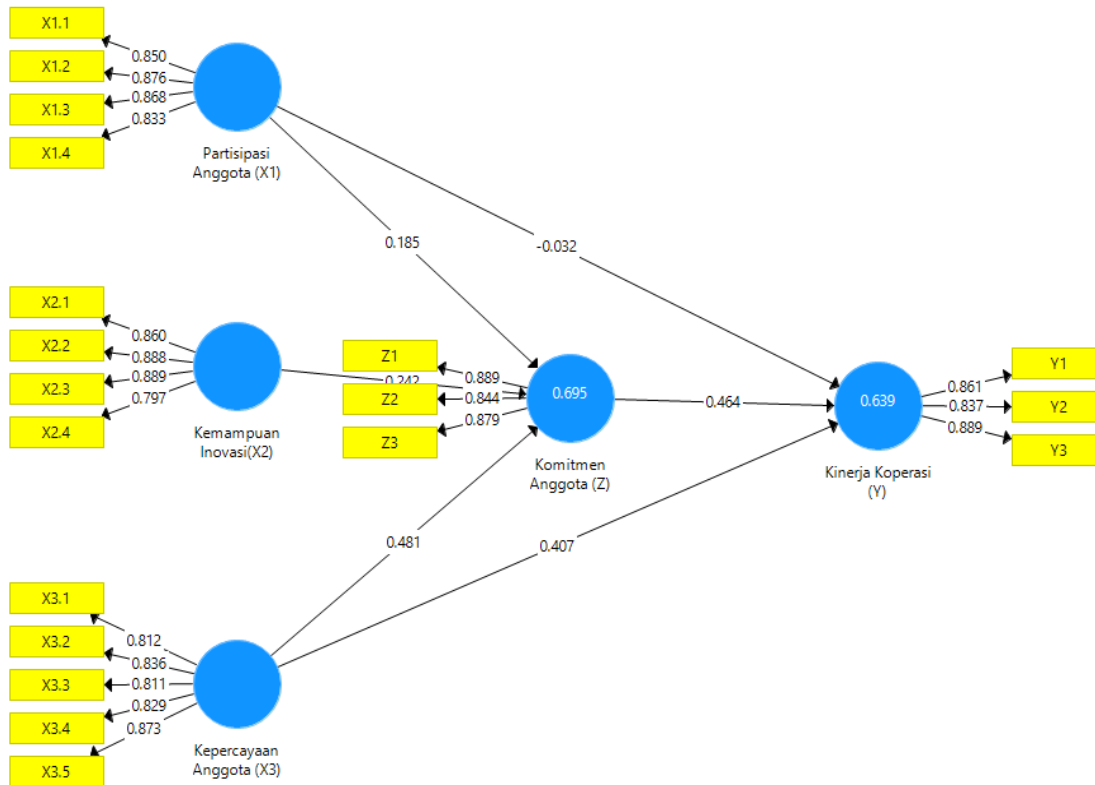 X1.1
0.850
X1.2
0.876
X1.3
0.868
X1.4
0.833
Partisipasi
Anggota (X1)
0.185
-0.032
X2.1
0.860
X2.2
0.888
X2.3
0.889
X2.4
0.797
Kemampuan
Inovasi(X2)
0.242
Z1
0.889
Z2
0.844
Z3
0.879
0.695
Komitmen
Anggota (Z)
0.464
0.639
Kinerja Koperasi
(Y)
0.861
Y1
0.837
Y2
0.889
Y3
0.481
0.407
X3.1
0.812
X3.2
0.836
X3.3
0.811
X3.4
0.829
X3.5
0.873
Kepercayaan
Anggota (X3)